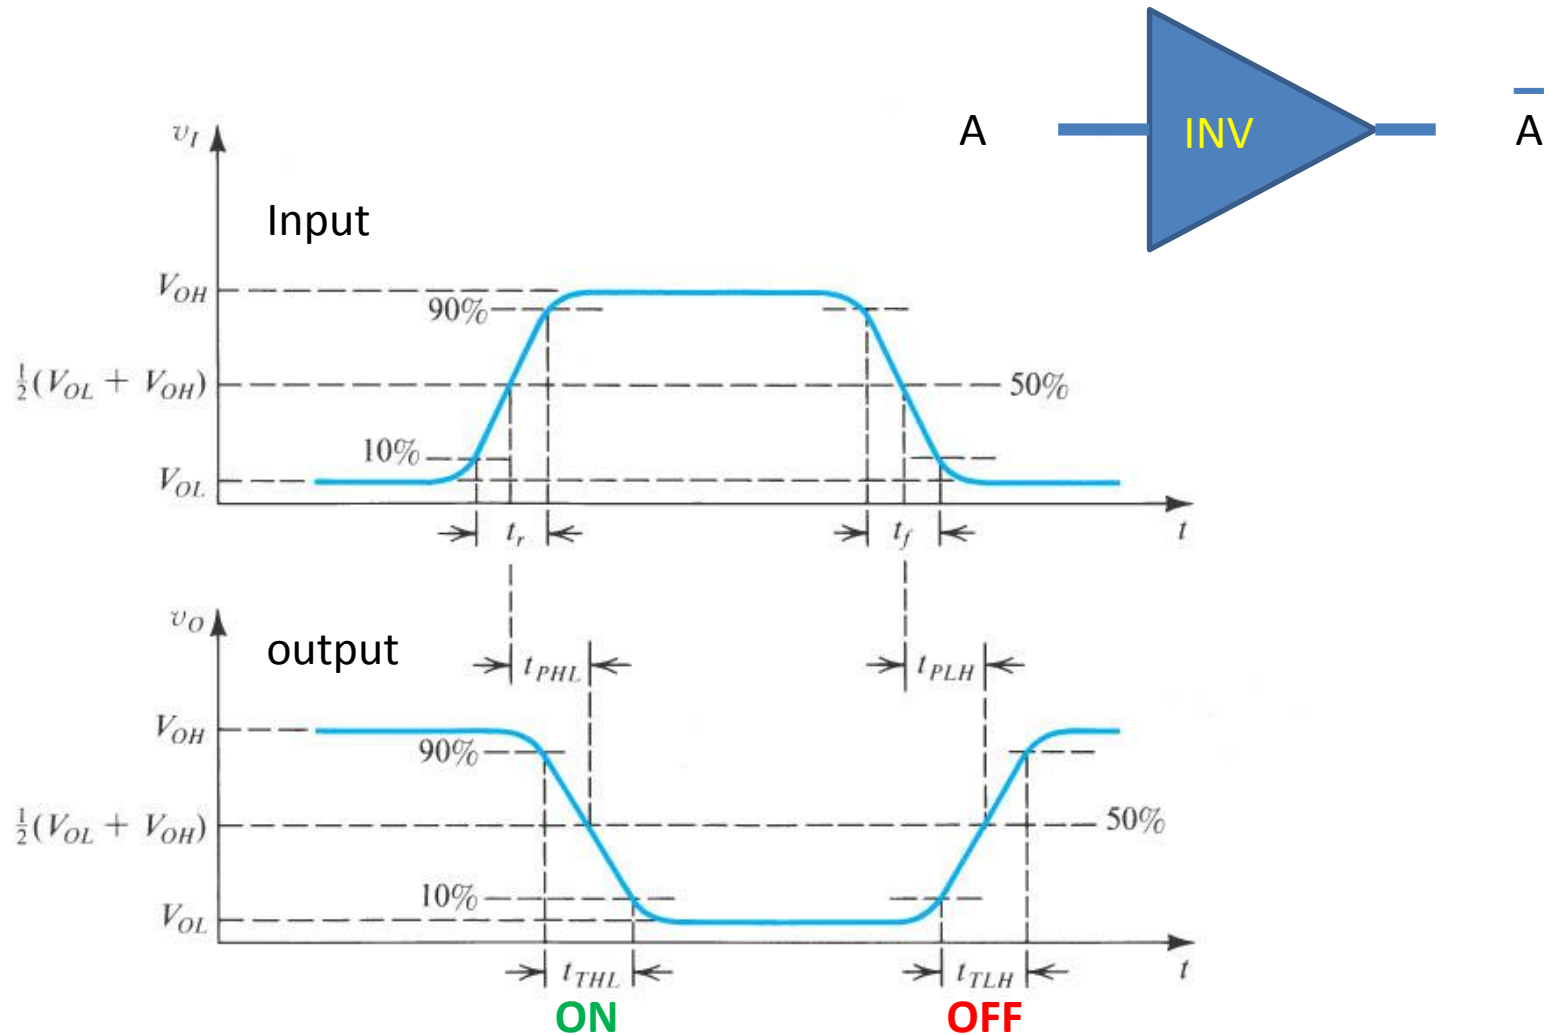 A
INV
A̅
v_I
Input
V_OH
90%
½(V_OL + V_OH)
50%
10%
V_OL
t_r
t_f
t
v_O
output
t_PHL
t_PLH
V_OH
90%
½(V_OL + V_OH)
50%
10%
V_OL
t_THL
t_TLH
t
ON
OFF